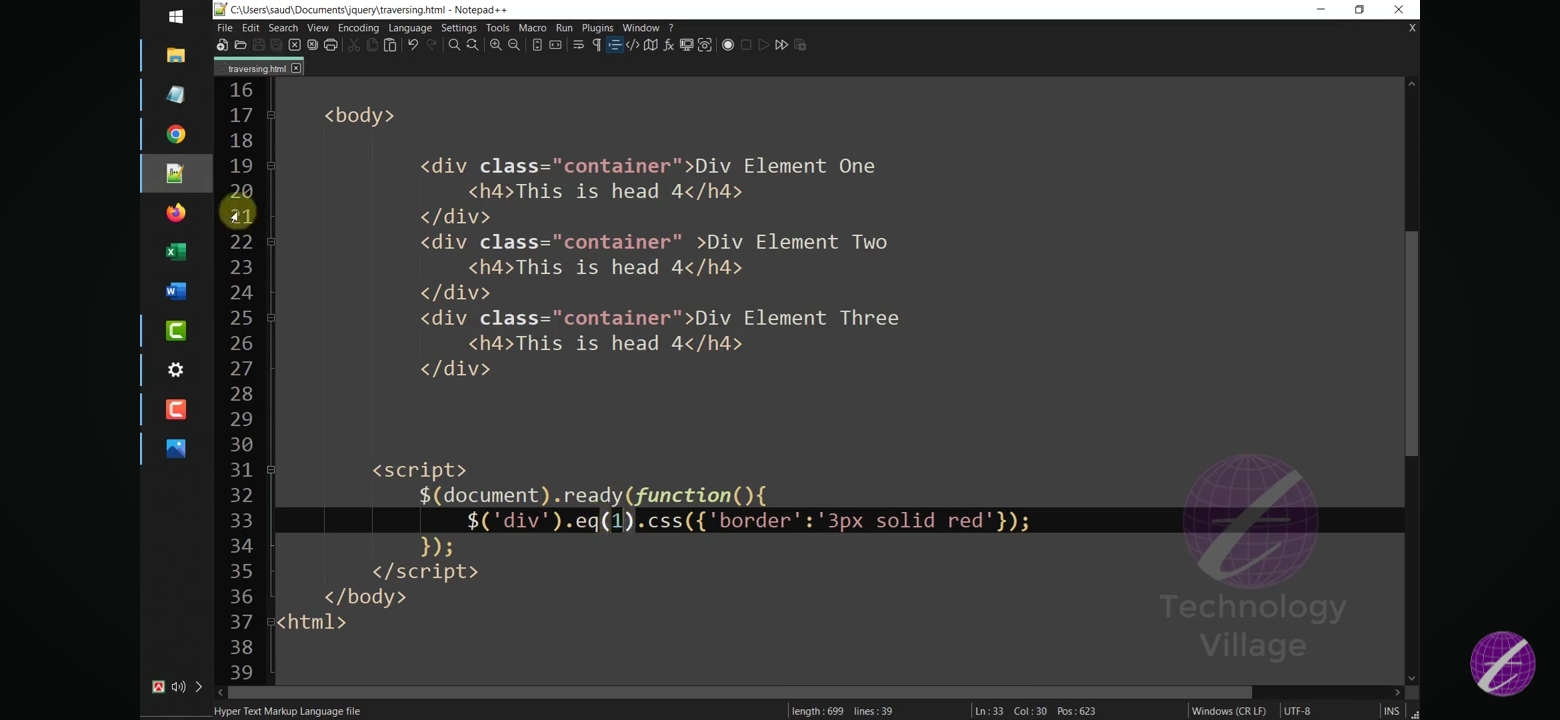 C:\Users\saud\Documents\jquery\traversing.html - Notepad++
File Edit Search View Encoding Language Settings Tools Macro Run Plugins Window ? X
traversing.html
16
17 <body>
18
19 <div class="container">Div Element One
20 <h4>This is head 4</h4>
21 </div>
22 <div class="container" >Div Element Two
23 <h4>This is head 4</h4>
24 </div>
25 <div class="container">Div Element Three
26 <h4>This is head 4</h4>
27 </div>
28
29
30
31 <script>
32 $(document).ready(function(){
33 $('div').eq(1).css({'border':'3px solid red'});
34 });
35 </script>
36 </body>
37 <html>
38
39
Technology
Village
Hyper Text Markup Language file length : 699 lines : 39 Ln : 33 Col : 30 Pos : 623 Windows (CR LF) UTF-8 INS